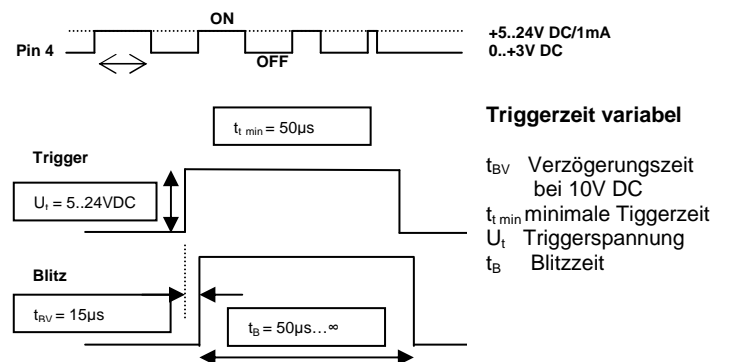 ON
+5..24V DC/1mA
Pin 4
0..+3V DC
OFF
t_t min = 50µs
Triggerzeit variabel
Trigger
t_BV Verzögerungszeit
bei 10V DC
U_t = 5..24VDC
t_t min minimale Tiggerzeit
U_t Triggerspannung
t_B Blitzzeit
Blitz
t_BV = 15µs
t_B = 50µs...∞